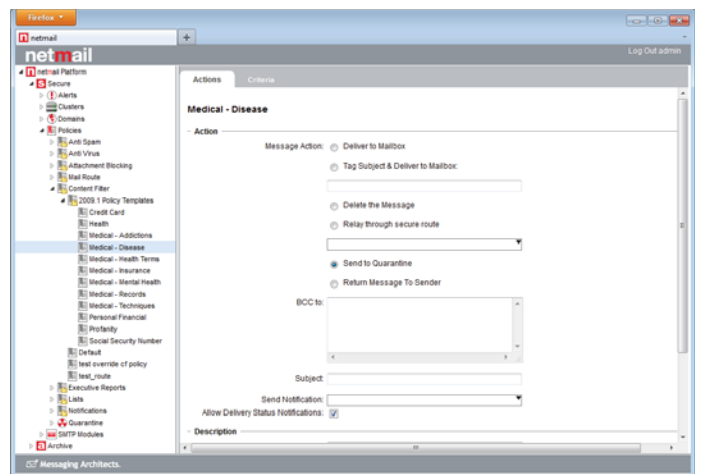 Firefox
netmail
netmail
Log Out admin
netmail Platform
Secure
Alerts
Clusters
Domains
Policies
Anti Spam
Anti Virus
Attachment Blocking
Mail Route
Content Filter
2009.1 Policy Templates
Credit Card
Health
Medical - Addictions
Medical - Disease
Medical - Health Terms
Medical - Insurance
Medical - Mental Health
Medical - Records
Medical - Techniques
Personal Financial
Profanity
Social Security Number
Default
test override of policy
test_route
Executive Reports
Lists
Notifications
Quarantine
SMTP Modules
Archive
Actions
Criteria
Medical - Disease
Action
Message Action:
Deliver to Mailbox
Tag Subject & Deliver to Mailbox:
Delete the Message
Relay through secure route
Send to Quarantine
Return Message To Sender
BCC to:
Subject:
Send Notification:
Allow Delivery Status Notifications:
Description
Messaging Architects.